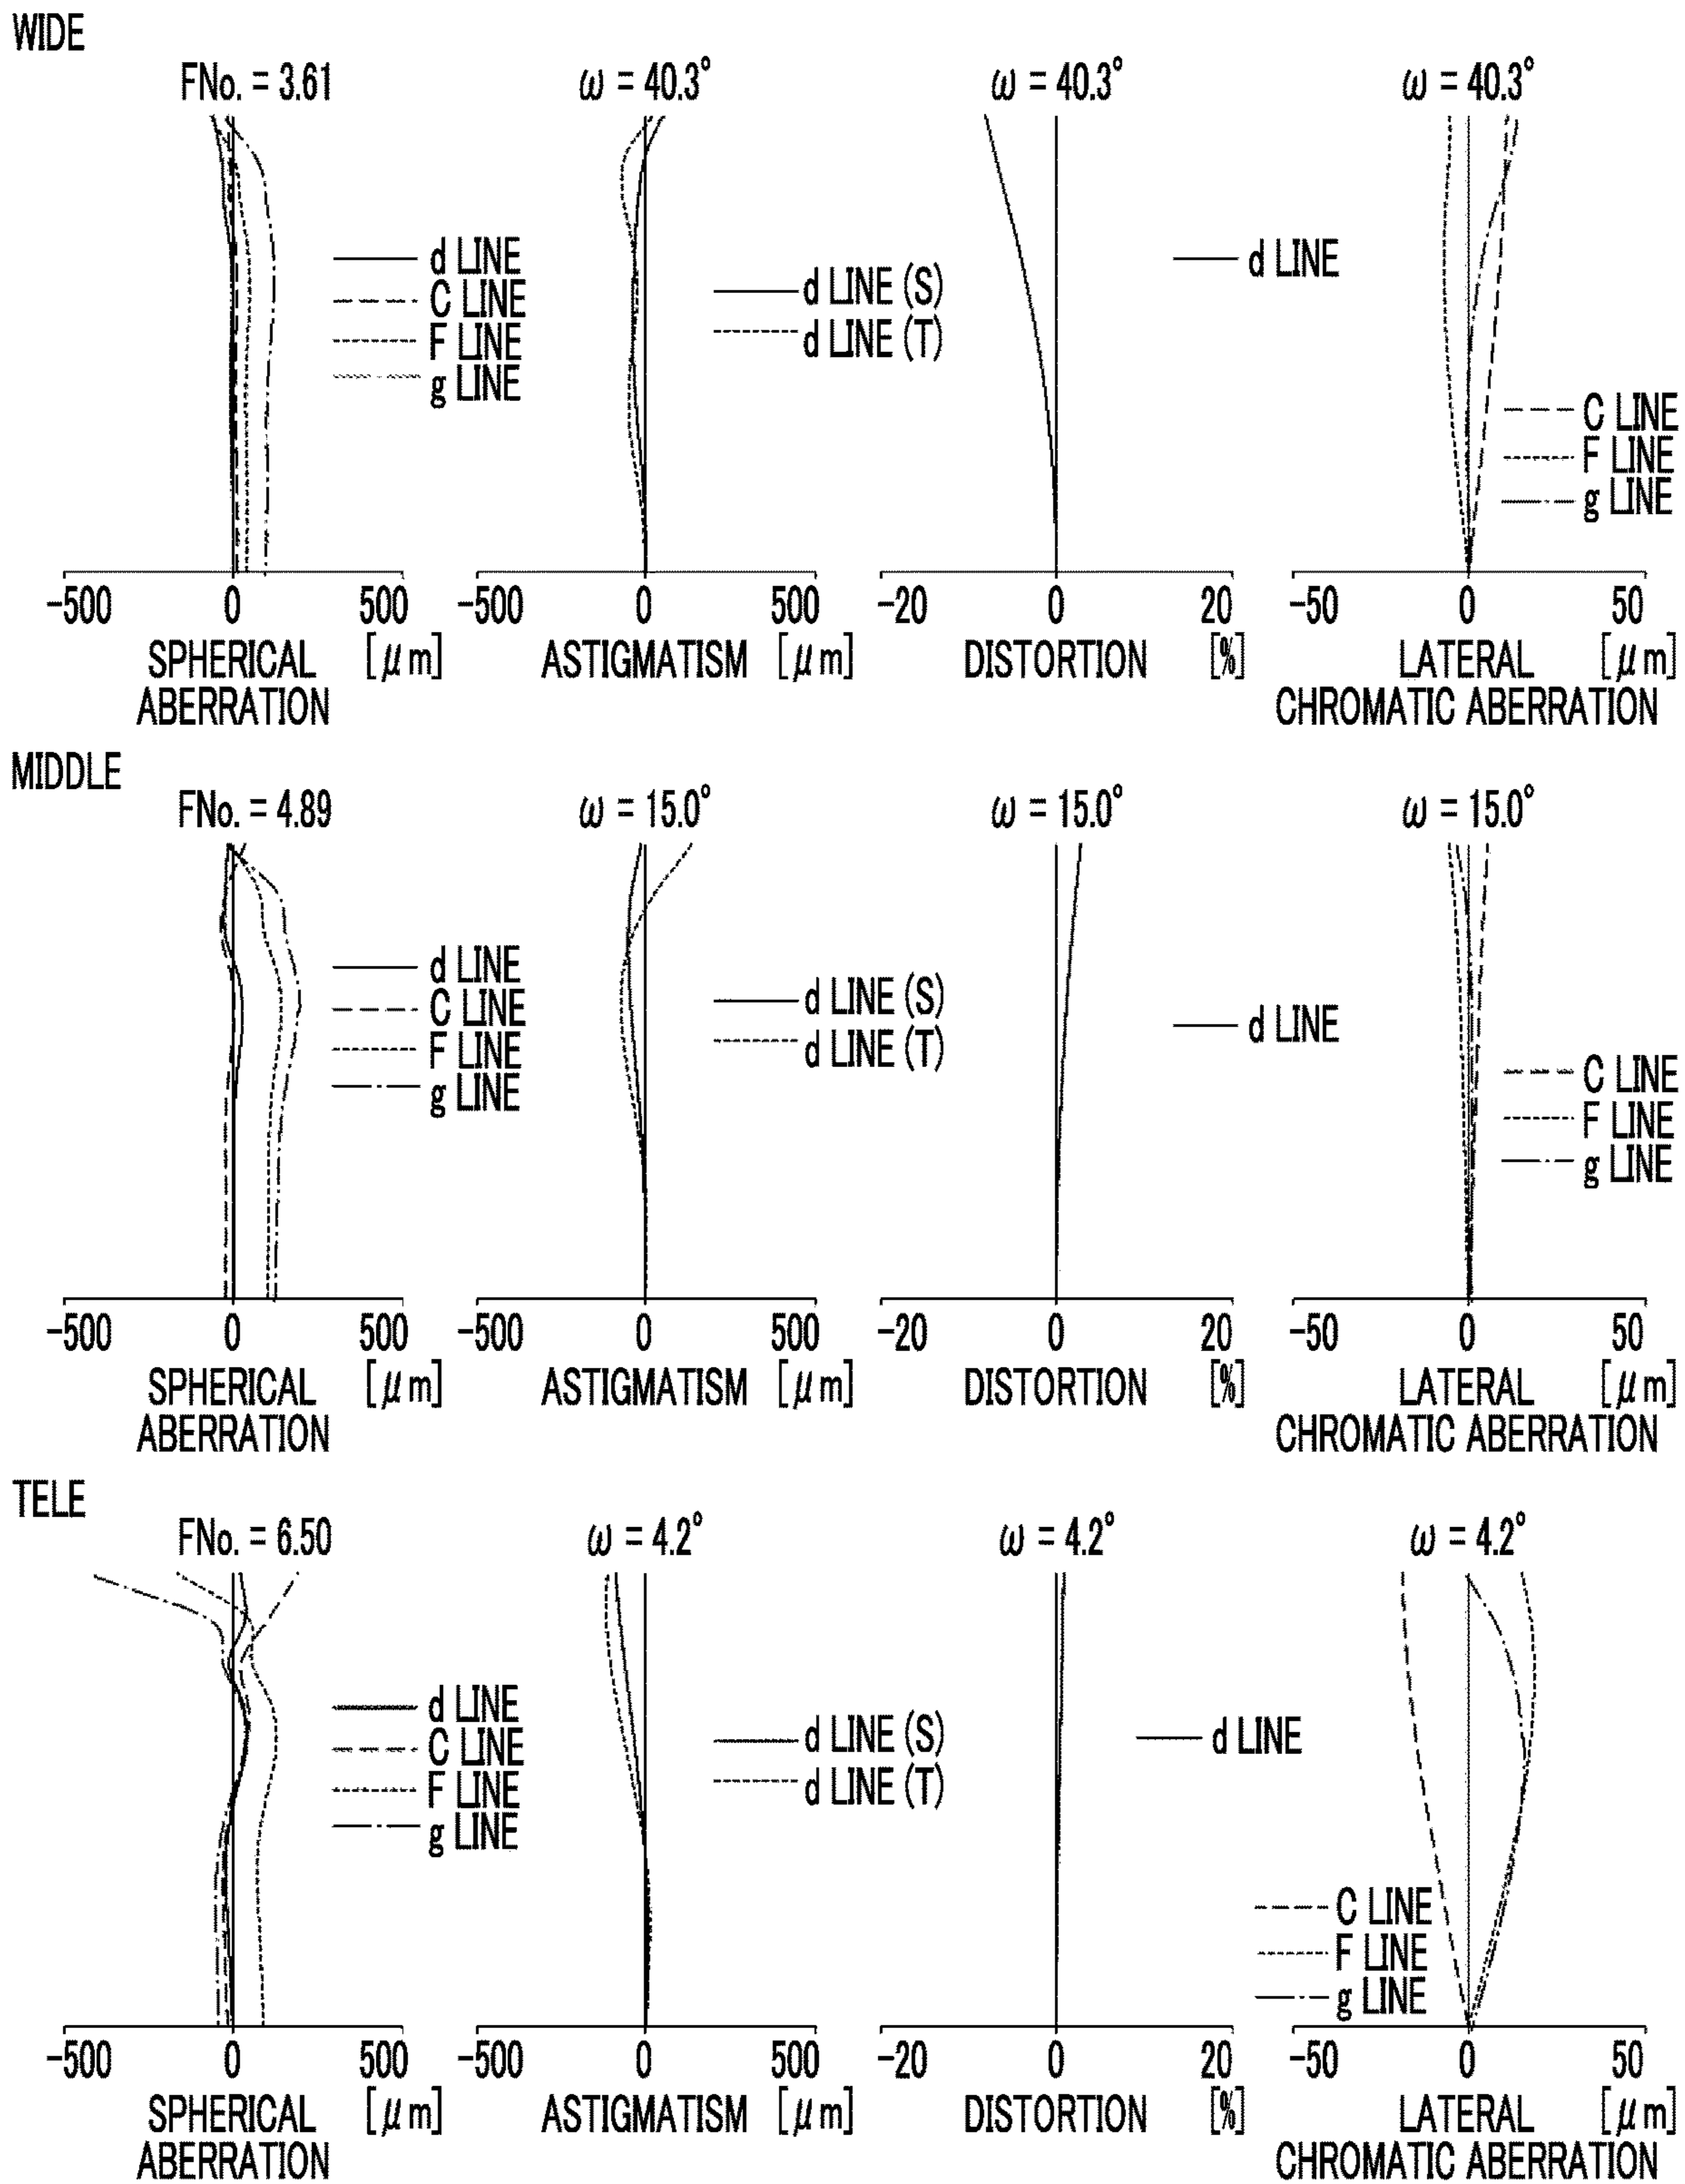 WIDE
FNo. = 3.61
ω = 40.3°
ω = 40.3°
ω = 40.3°
d LINE
C LINE
F LINE
g LINE
d LINE (S)
d LINE (T)
d LINE
C LINE
F LINE
g LINE
-500 0 500
-500 0 500
-20 0 20
-50 0 50
SPHERICAL ABERRATION [μm]
ASTIGMATISM [μm]
DISTORTION [%]
LATERAL CHROMATIC ABERRATION [μm]
MIDDLE
FNo. = 4.89
ω = 15.0°
ω = 15.0°
ω = 15.0°
d LINE
C LINE
F LINE
g LINE
d LINE (S)
d LINE (T)
d LINE
C LINE
F LINE
g LINE
-500 0 500
-500 0 500
-20 0 20
-50 0 50
SPHERICAL ABERRATION [μm]
ASTIGMATISM [μm]
DISTORTION [%]
LATERAL CHROMATIC ABERRATION [μm]
TELE
FNo. = 6.50
ω = 4.2°
ω = 4.2°
ω = 4.2°
d LINE
C LINE
F LINE
g LINE
d LINE (S)
d LINE (T)
d LINE
C LINE
F LINE
g LINE
-500 0 500
-500 0 500
-20 0 20
-50 0 50
SPHERICAL ABERRATION [μm]
ASTIGMATISM [μm]
DISTORTION [%]
LATERAL CHROMATIC ABERRATION [μm]